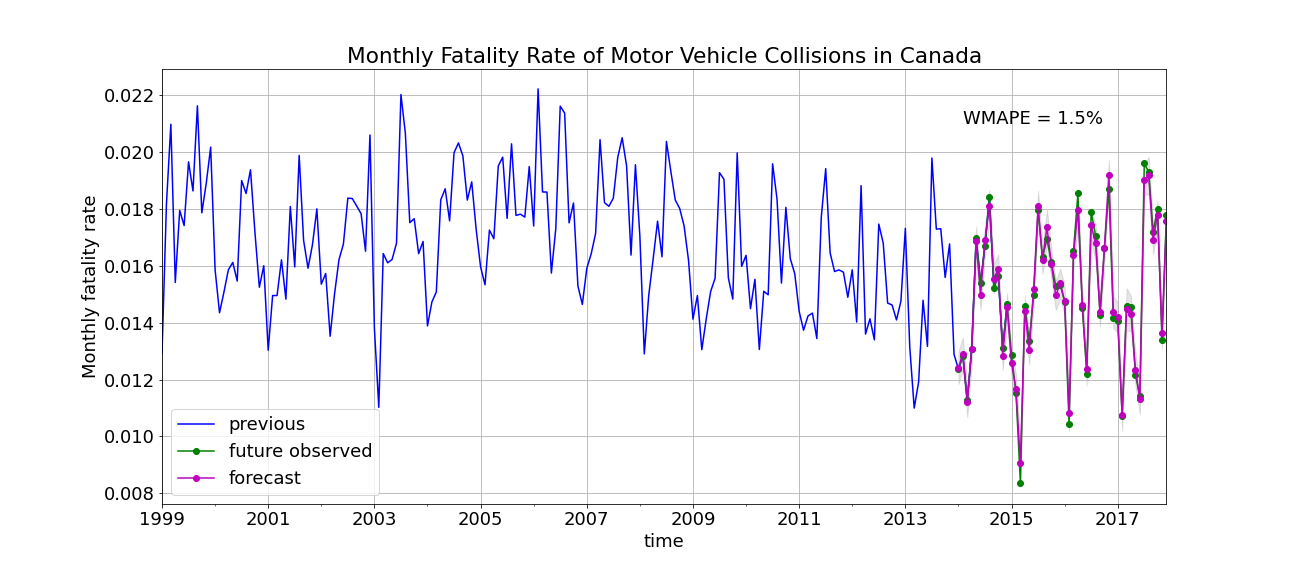 Monthly Fatality Rate of Motor Vehicle Collisions in Canada
WMAPE = 1.5%
Monthly fatality rate
0.022
0.020
0.018
0.016
0.014
0.012
0.010
0.008
previous
future observed
forecast
1999 2001 2003 2005 2007 2009 2011 2013 2015 2017
time